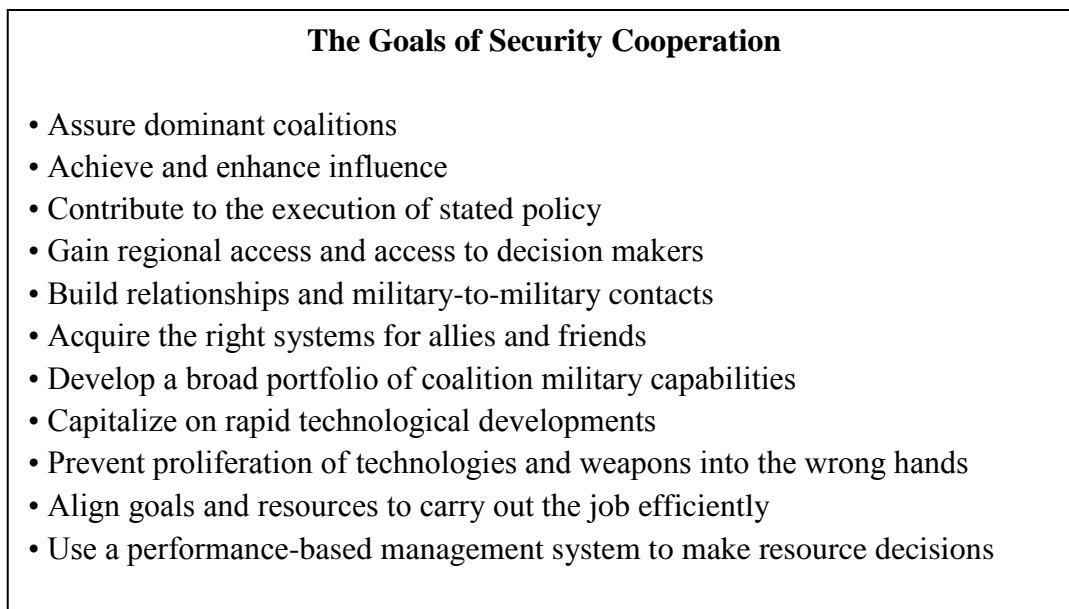 The Goals of Security Cooperation
• Assure dominant coalitions
• Achieve and enhance influence
• Contribute to the execution of stated policy
• Gain regional access and access to decision makers
• Build relationships and military-to-military contacts
• Acquire the right systems for allies and friends
• Develop a broad portfolio of coalition military capabilities
• Capitalize on rapid technological developments
• Prevent proliferation of technologies and weapons into the wrong hands
• Align goals and resources to carry out the job efficiently
• Use a performance-based management system to make resource decisions